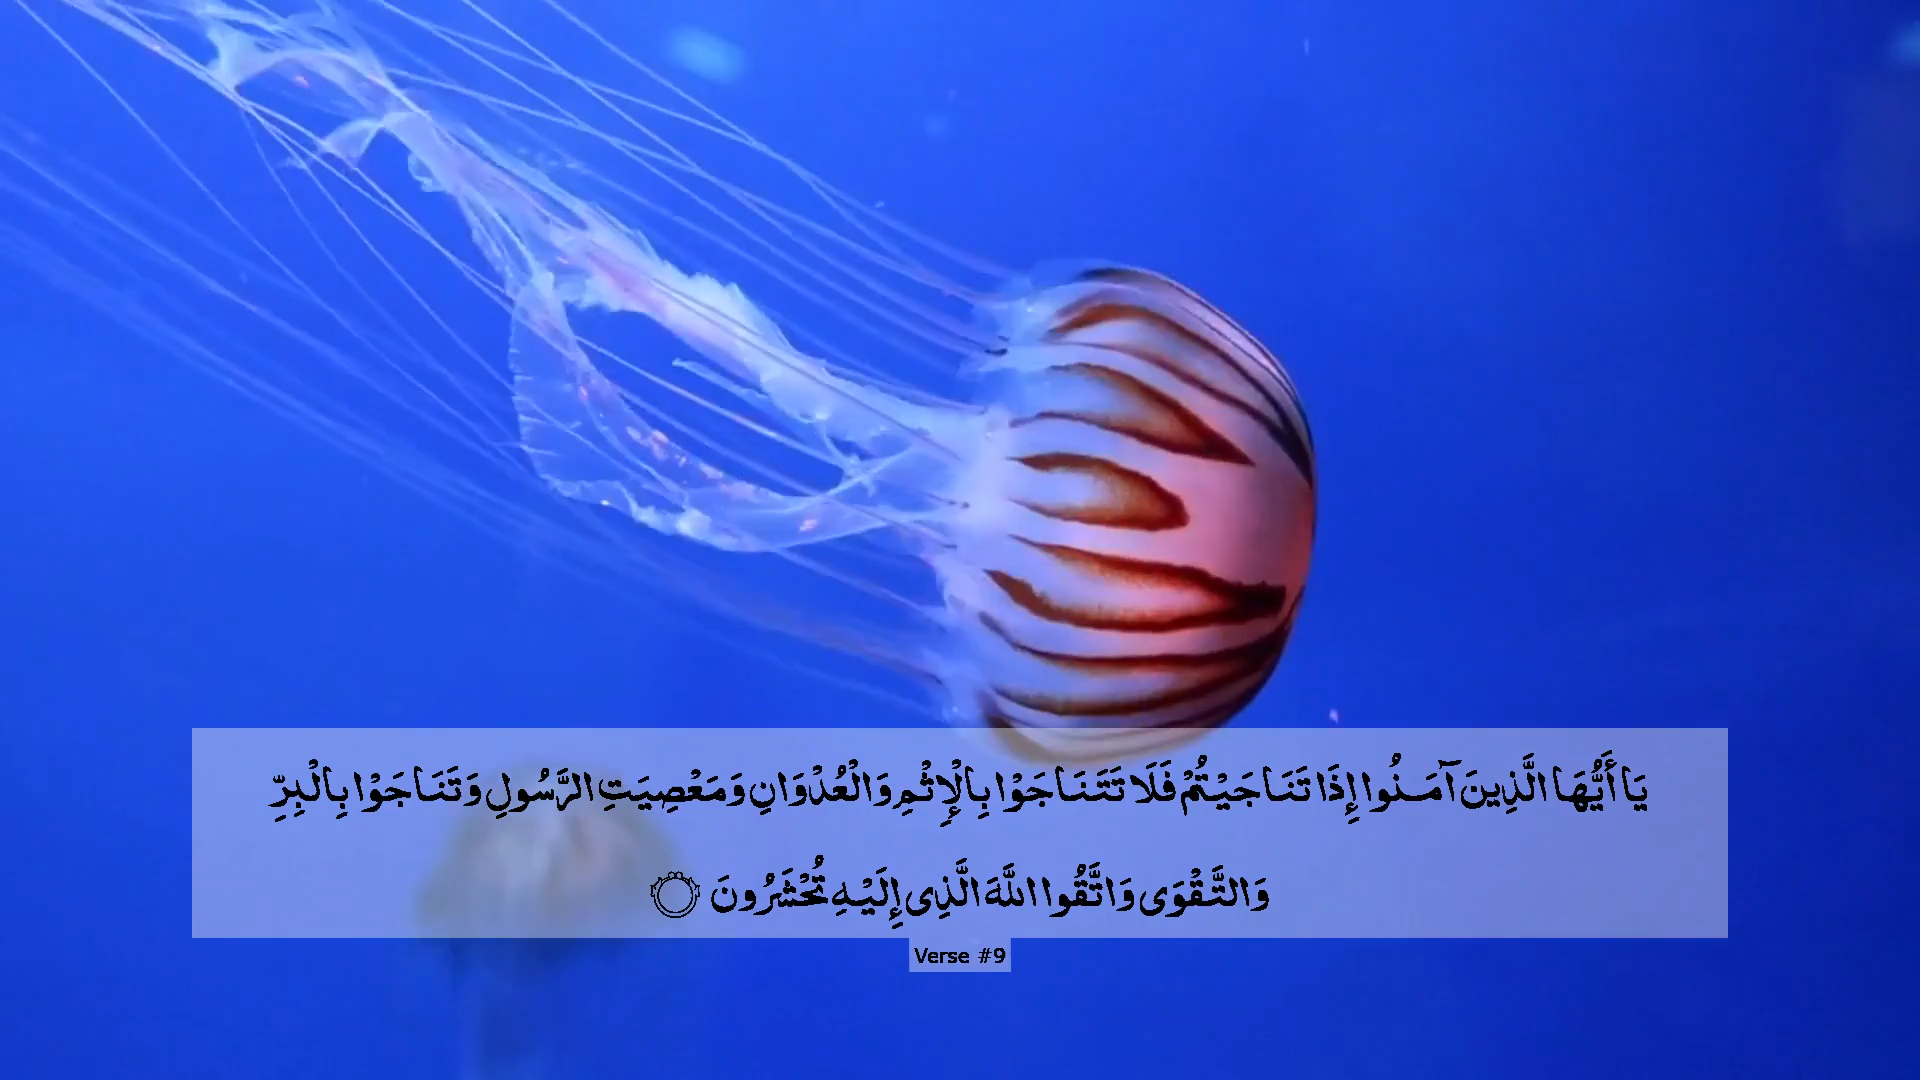 يَا أَيُّهَا الَّذِينَ آمَنُوا إِذَا تَنَاجَيْتُمْ فَلَا تَتَنَاجَوْا بِالْإِثْمِ وَالْعُدْوَانِ وَمَعْصِيَتِ الرَّسُولِ وَتَنَاجَوْا بِالْبِرِّ
وَالتَّقْوَى وَاتَّقُوا اللَّهَ الَّذِى إِلَيْهِ تُحْشَرُونَ ۝
Verse #9